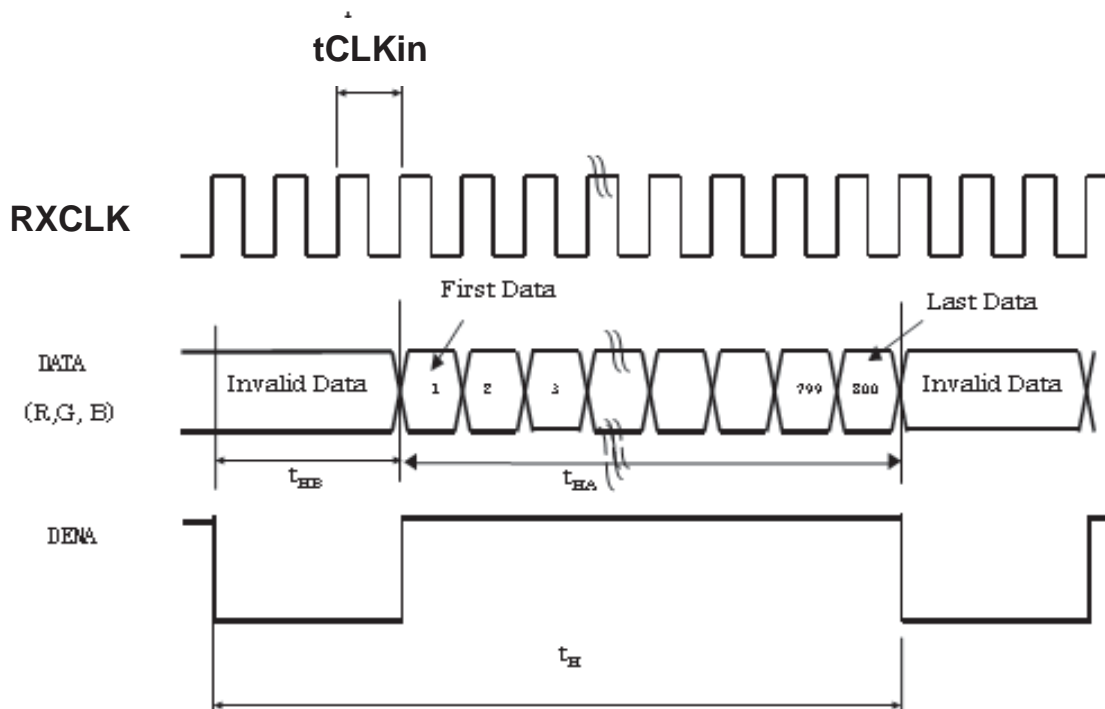 tCLKin
RXCLK
First Data
Last Data
DATA
(R,G, B)
Invalid Data
1
2
3
799
800
Invalid Data
tHB
tHA
DENA
tH